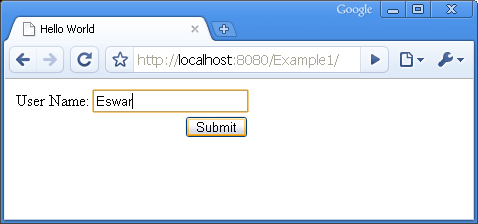 Google
Hello World
http://localhost:8080/Example1/
User Name: Eswar
Submit